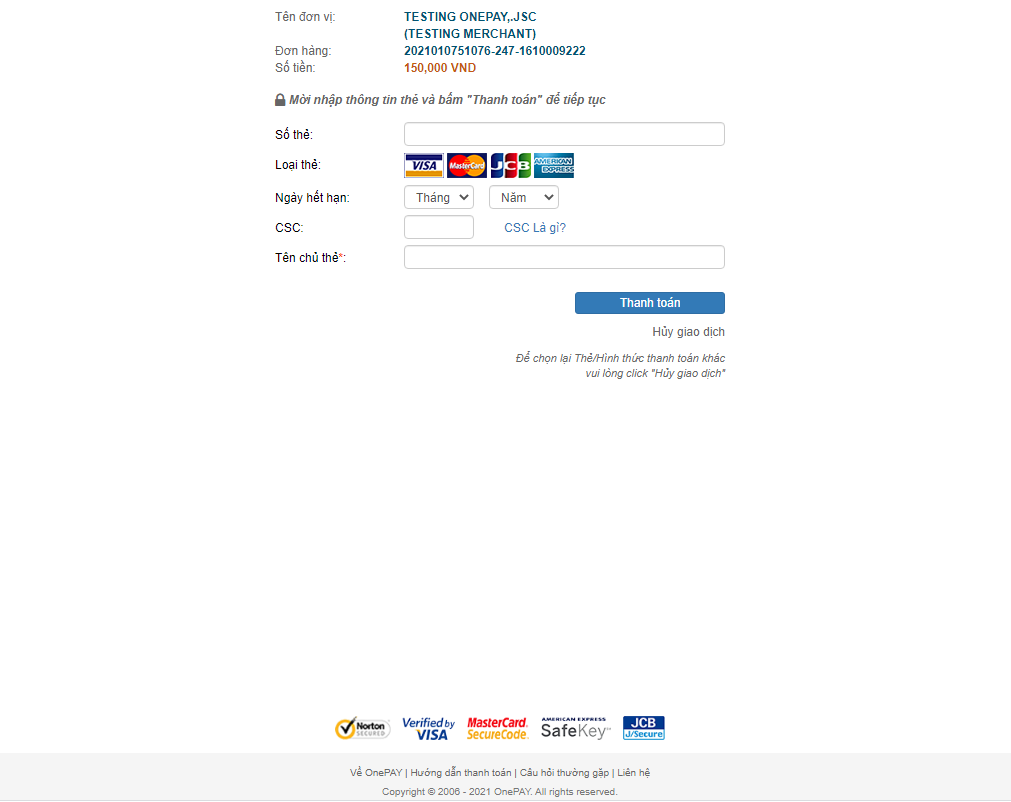 Tên đơn vị: TESTING ONEPAY,.JSC
(TESTING MERCHANT)
Đơn hàng: 2021010751076-247-1610009222
Số tiền: 150,000 VND
Mời nhập thông tin thẻ và bấm "Thanh toán" để tiếp tục
Số thẻ:
Loại thẻ: VISA MasterCard JCB AMERICAN EXPRESS
Ngày hết hạn: Tháng Năm
CSC: CSC Là gì?
Tên chủ thẻ*:
Thanh toán
Hủy giao dịch
Để chọn lại Thẻ/Hình thức thanh toán khác
vui lòng click "Hủy giao dịch"
Norton SECURED Verified by VISA MasterCard. SecureCode. AMERICAN EXPRESS SafeKey™ JCB J/Secure
Về OnePAY | Hướng dẫn thanh toán | Câu hỏi thường gặp | Liên hệ
Copyright © 2006 - 2021 OnePAY. All rights reserved.